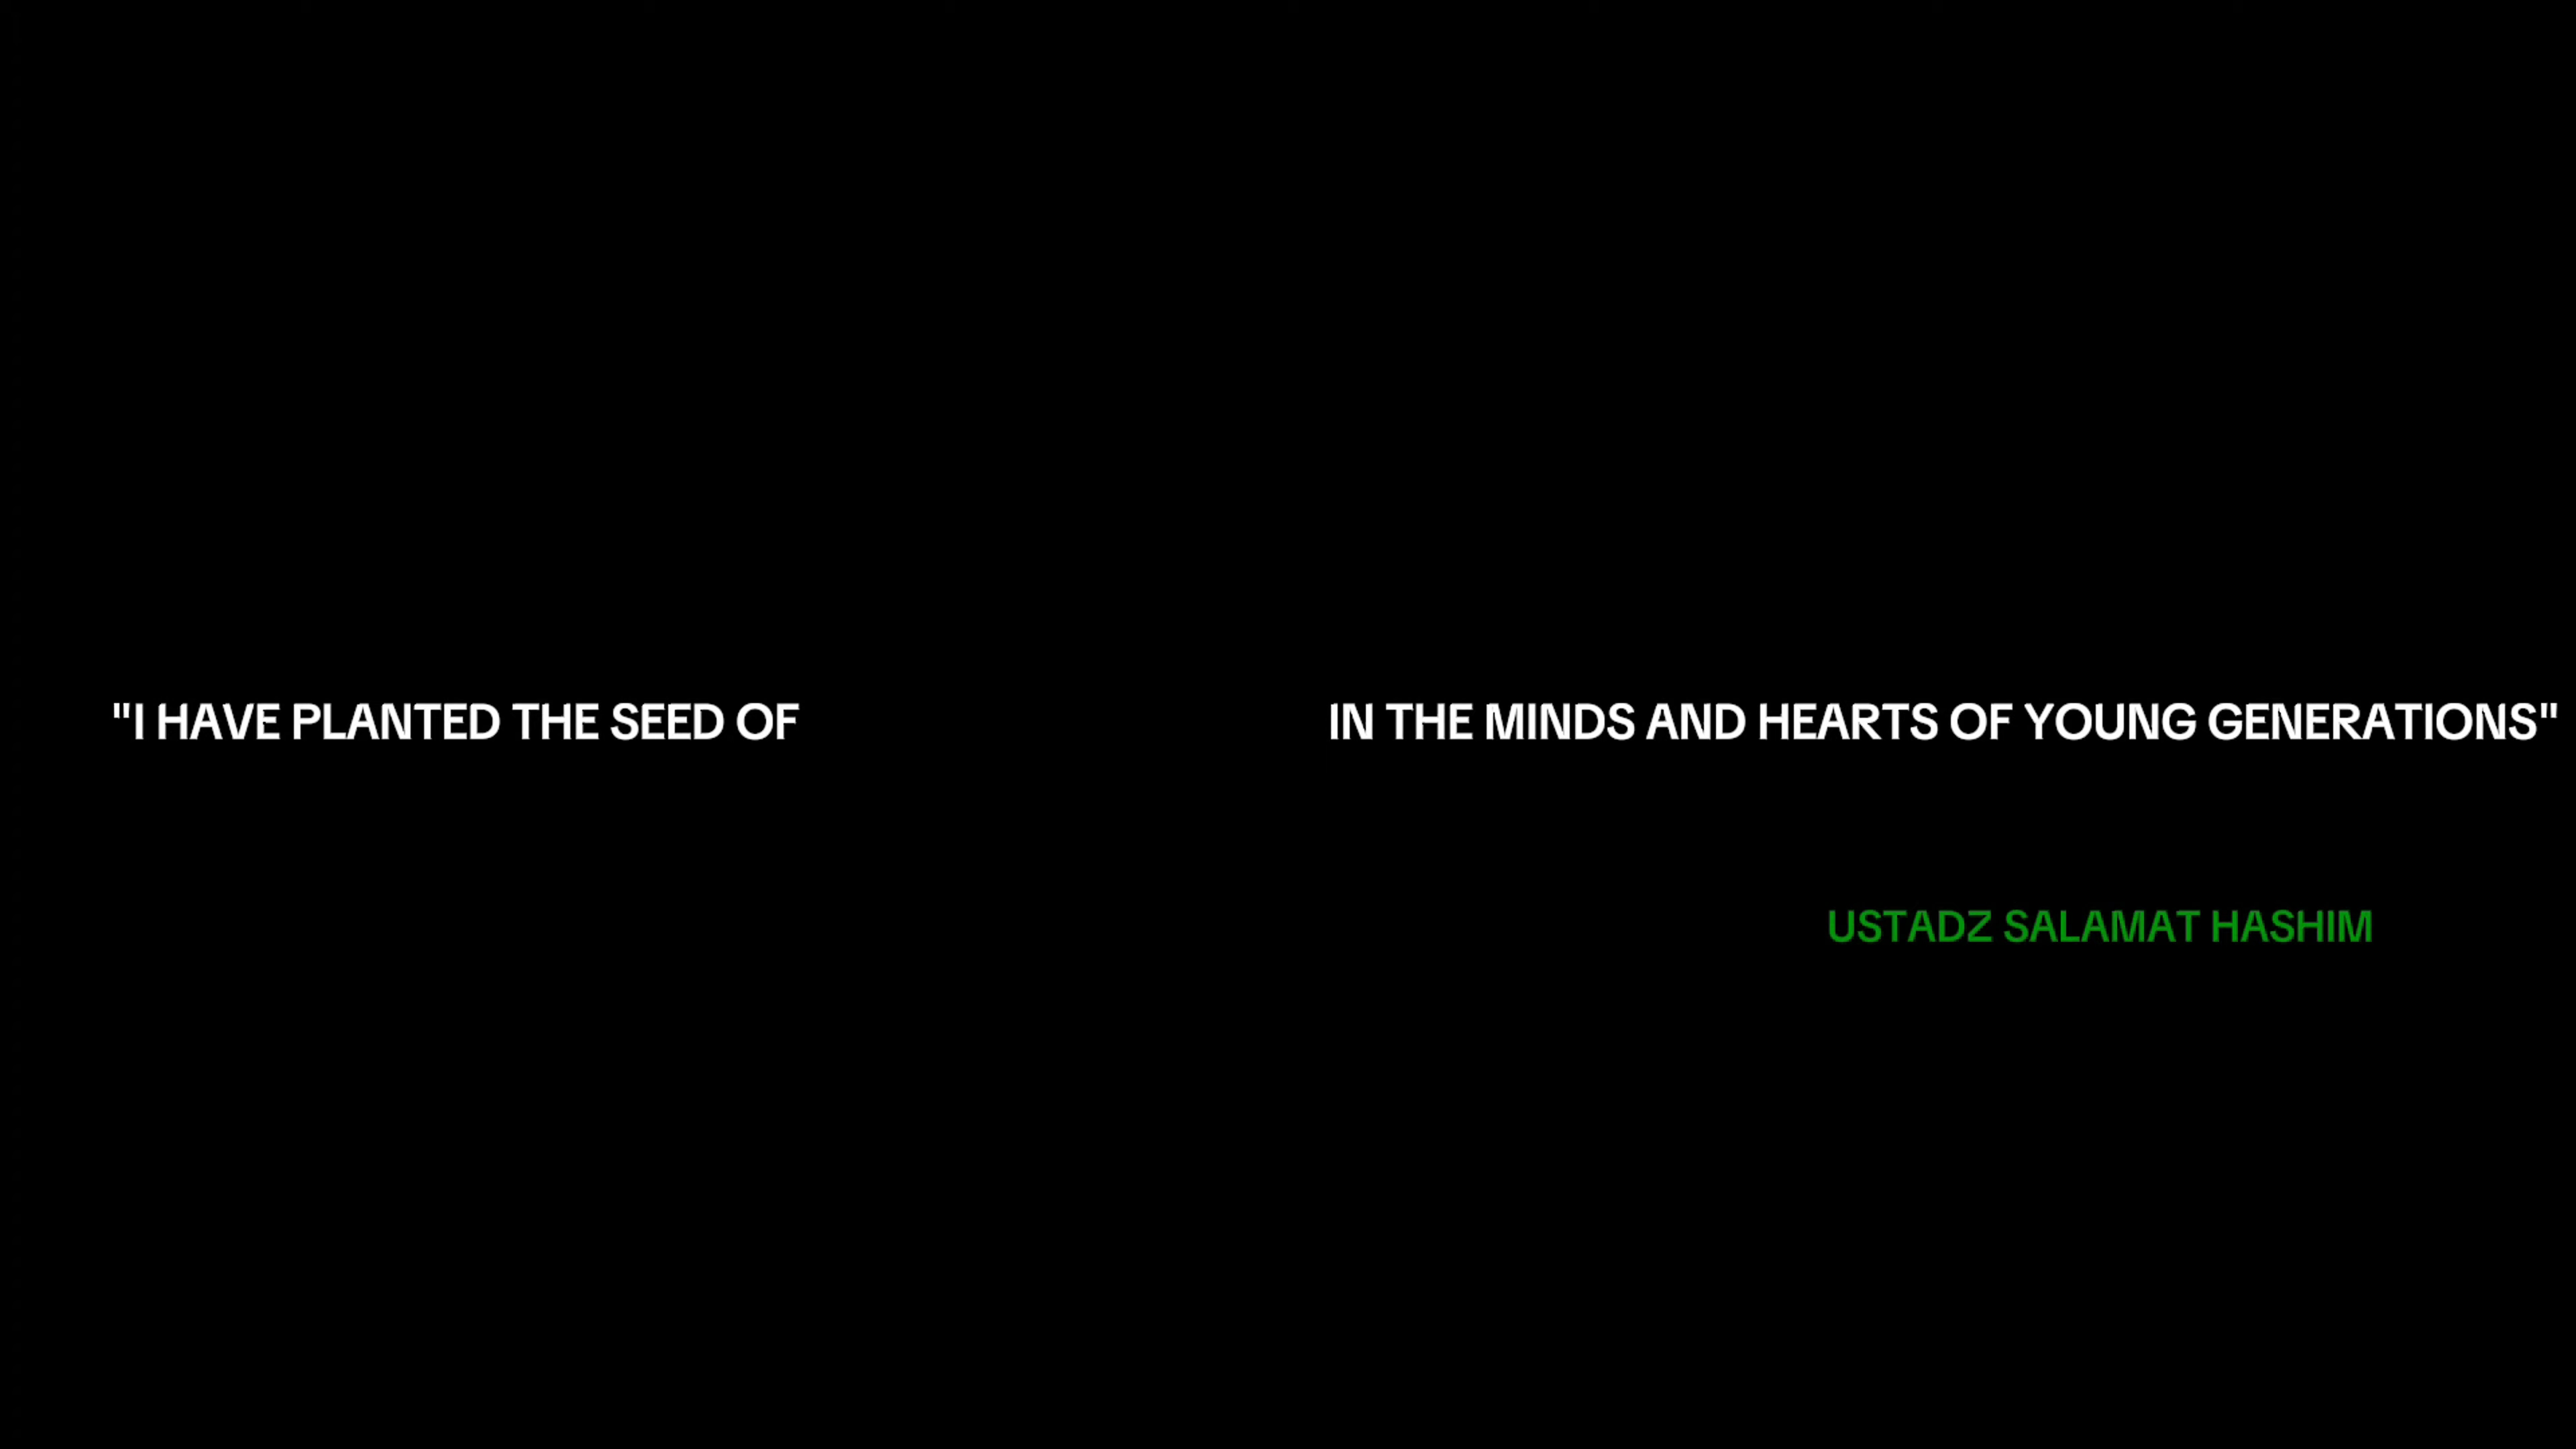 "I HAVE PLANTED THE SEED OF IN THE MINDS AND HEARTS OF YOUNG GENERATIONS"
USTADZ SALAMAT HASHIM